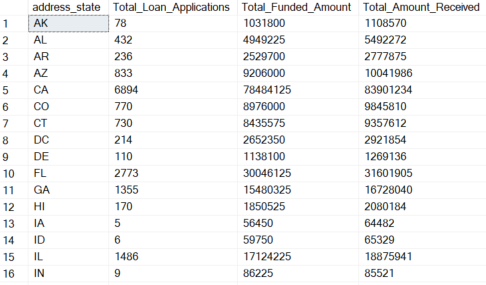 address_state Total_Loan_Applications Total_Funded_Amount Total_Amount_Received
1 AK 78 1031800 1108570
2 AL 432 4949225 5492272
3 AR 236 2529700 2777875
4 AZ 833 9206000 10041986
5 CA 6894 78484125 83901234
6 CO 770 8976000 9845810
7 CT 730 8435575 9357612
8 DC 214 2652350 2921854
9 DE 110 1138100 1269136
10 FL 2773 30046125 31601905
11 GA 1355 15480325 16728040
12 HI 170 1850525 2080184
13 IA 5 56450 64482
14 ID 6 59750 65329
15 IL 1486 17124225 18875941
16 IN 9 86225 85521